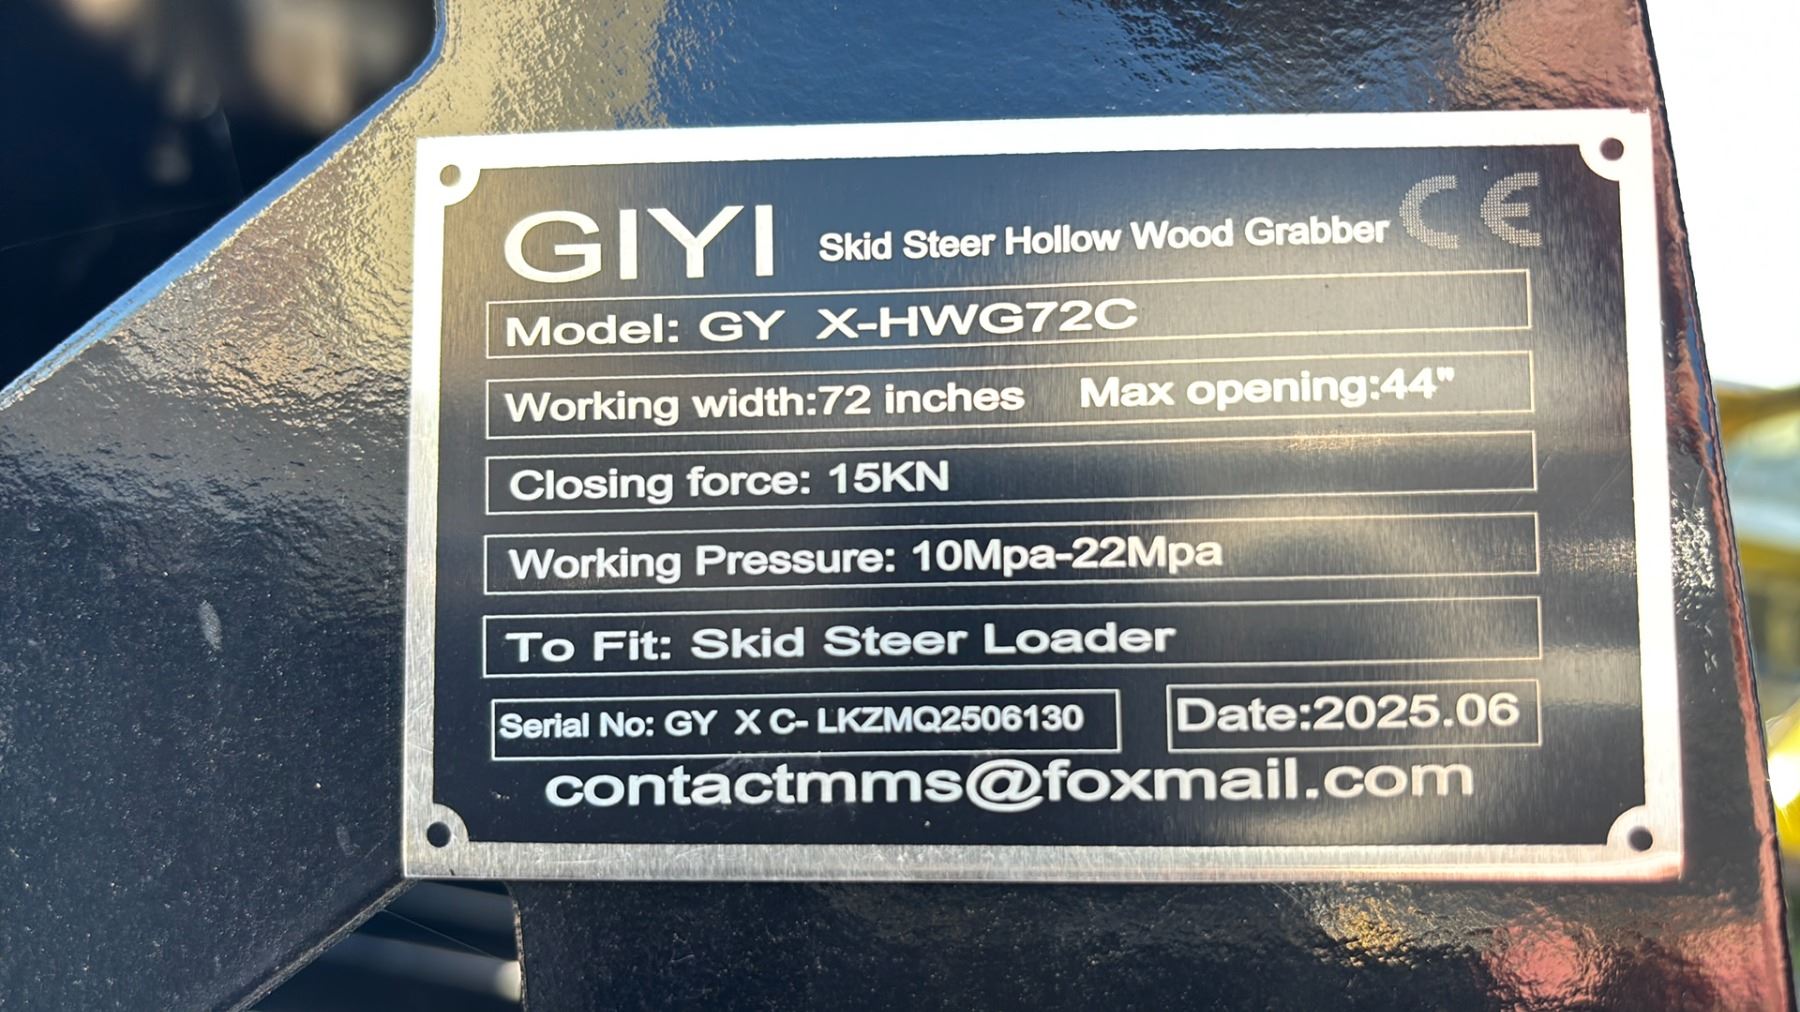 GIYI Skid Steer Hollow Wood Grabber CE
Model: GY X-HWG72C
Working width:72 inches Max opening:44"
Closing force: 15KN
Working Pressure: 10Mpa-22Mpa
To Fit: Skid Steer Loader
Serial No: GY X C- LKZMQ2506130 Date:2025.06
contactmms@foxmail.com